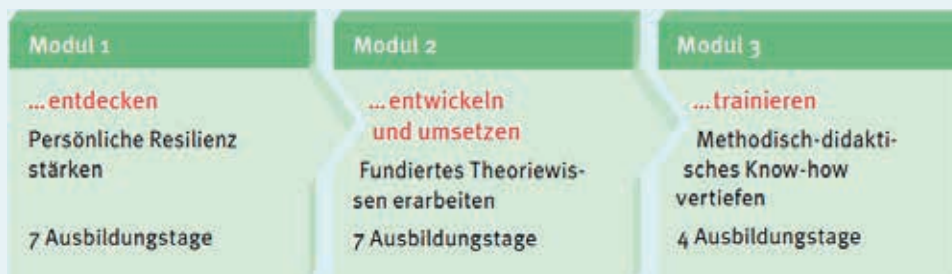 Modul 1
...entdecken
Persönliche Resilienz
stärken
7 Ausbildungstage
Modul 2
...entwickeln
und umsetzen
Fundiertes Theoriewis-
sen erarbeiten
7 Ausbildungstage
Modul 3
...trainieren
Methodisch-didakti-
sches Know-how
vertiefen
4 Ausbildungstage